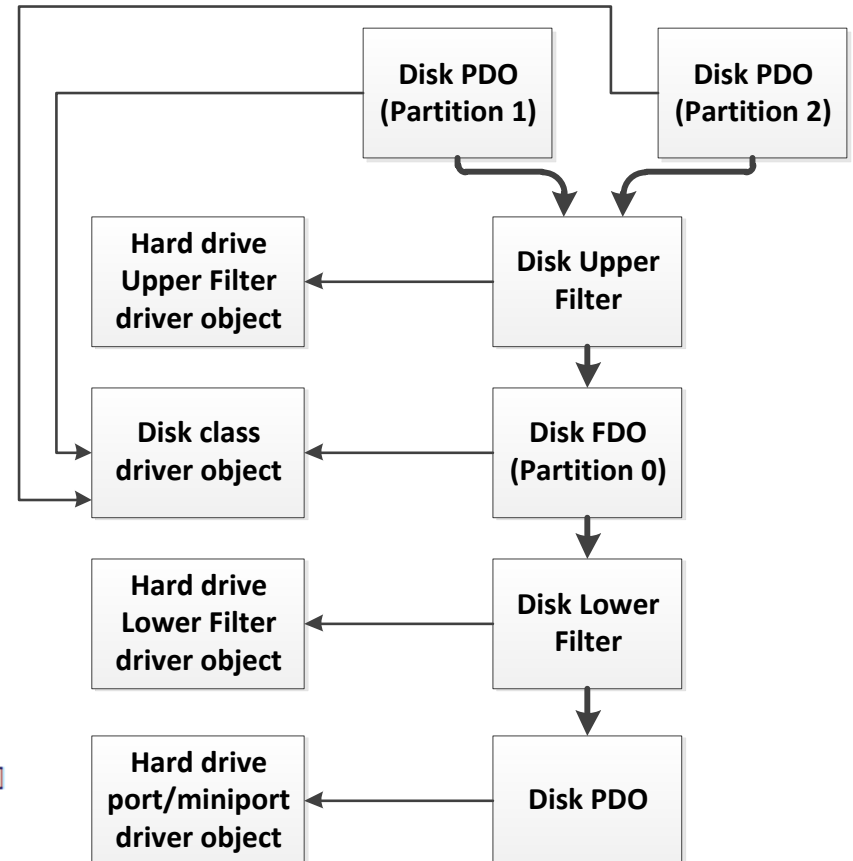 Disk PDO
(Partition 1)
Disk PDO
(Partition 2)
Hard drive
Upper Filter
driver object
Disk Upper
Filter
Disk class
driver object
Disk FDO
(Partition 0)
Hard drive
Lower Filter
driver object
Disk Lower
Filter
Hard drive
port/miniport
driver object
Disk PDO